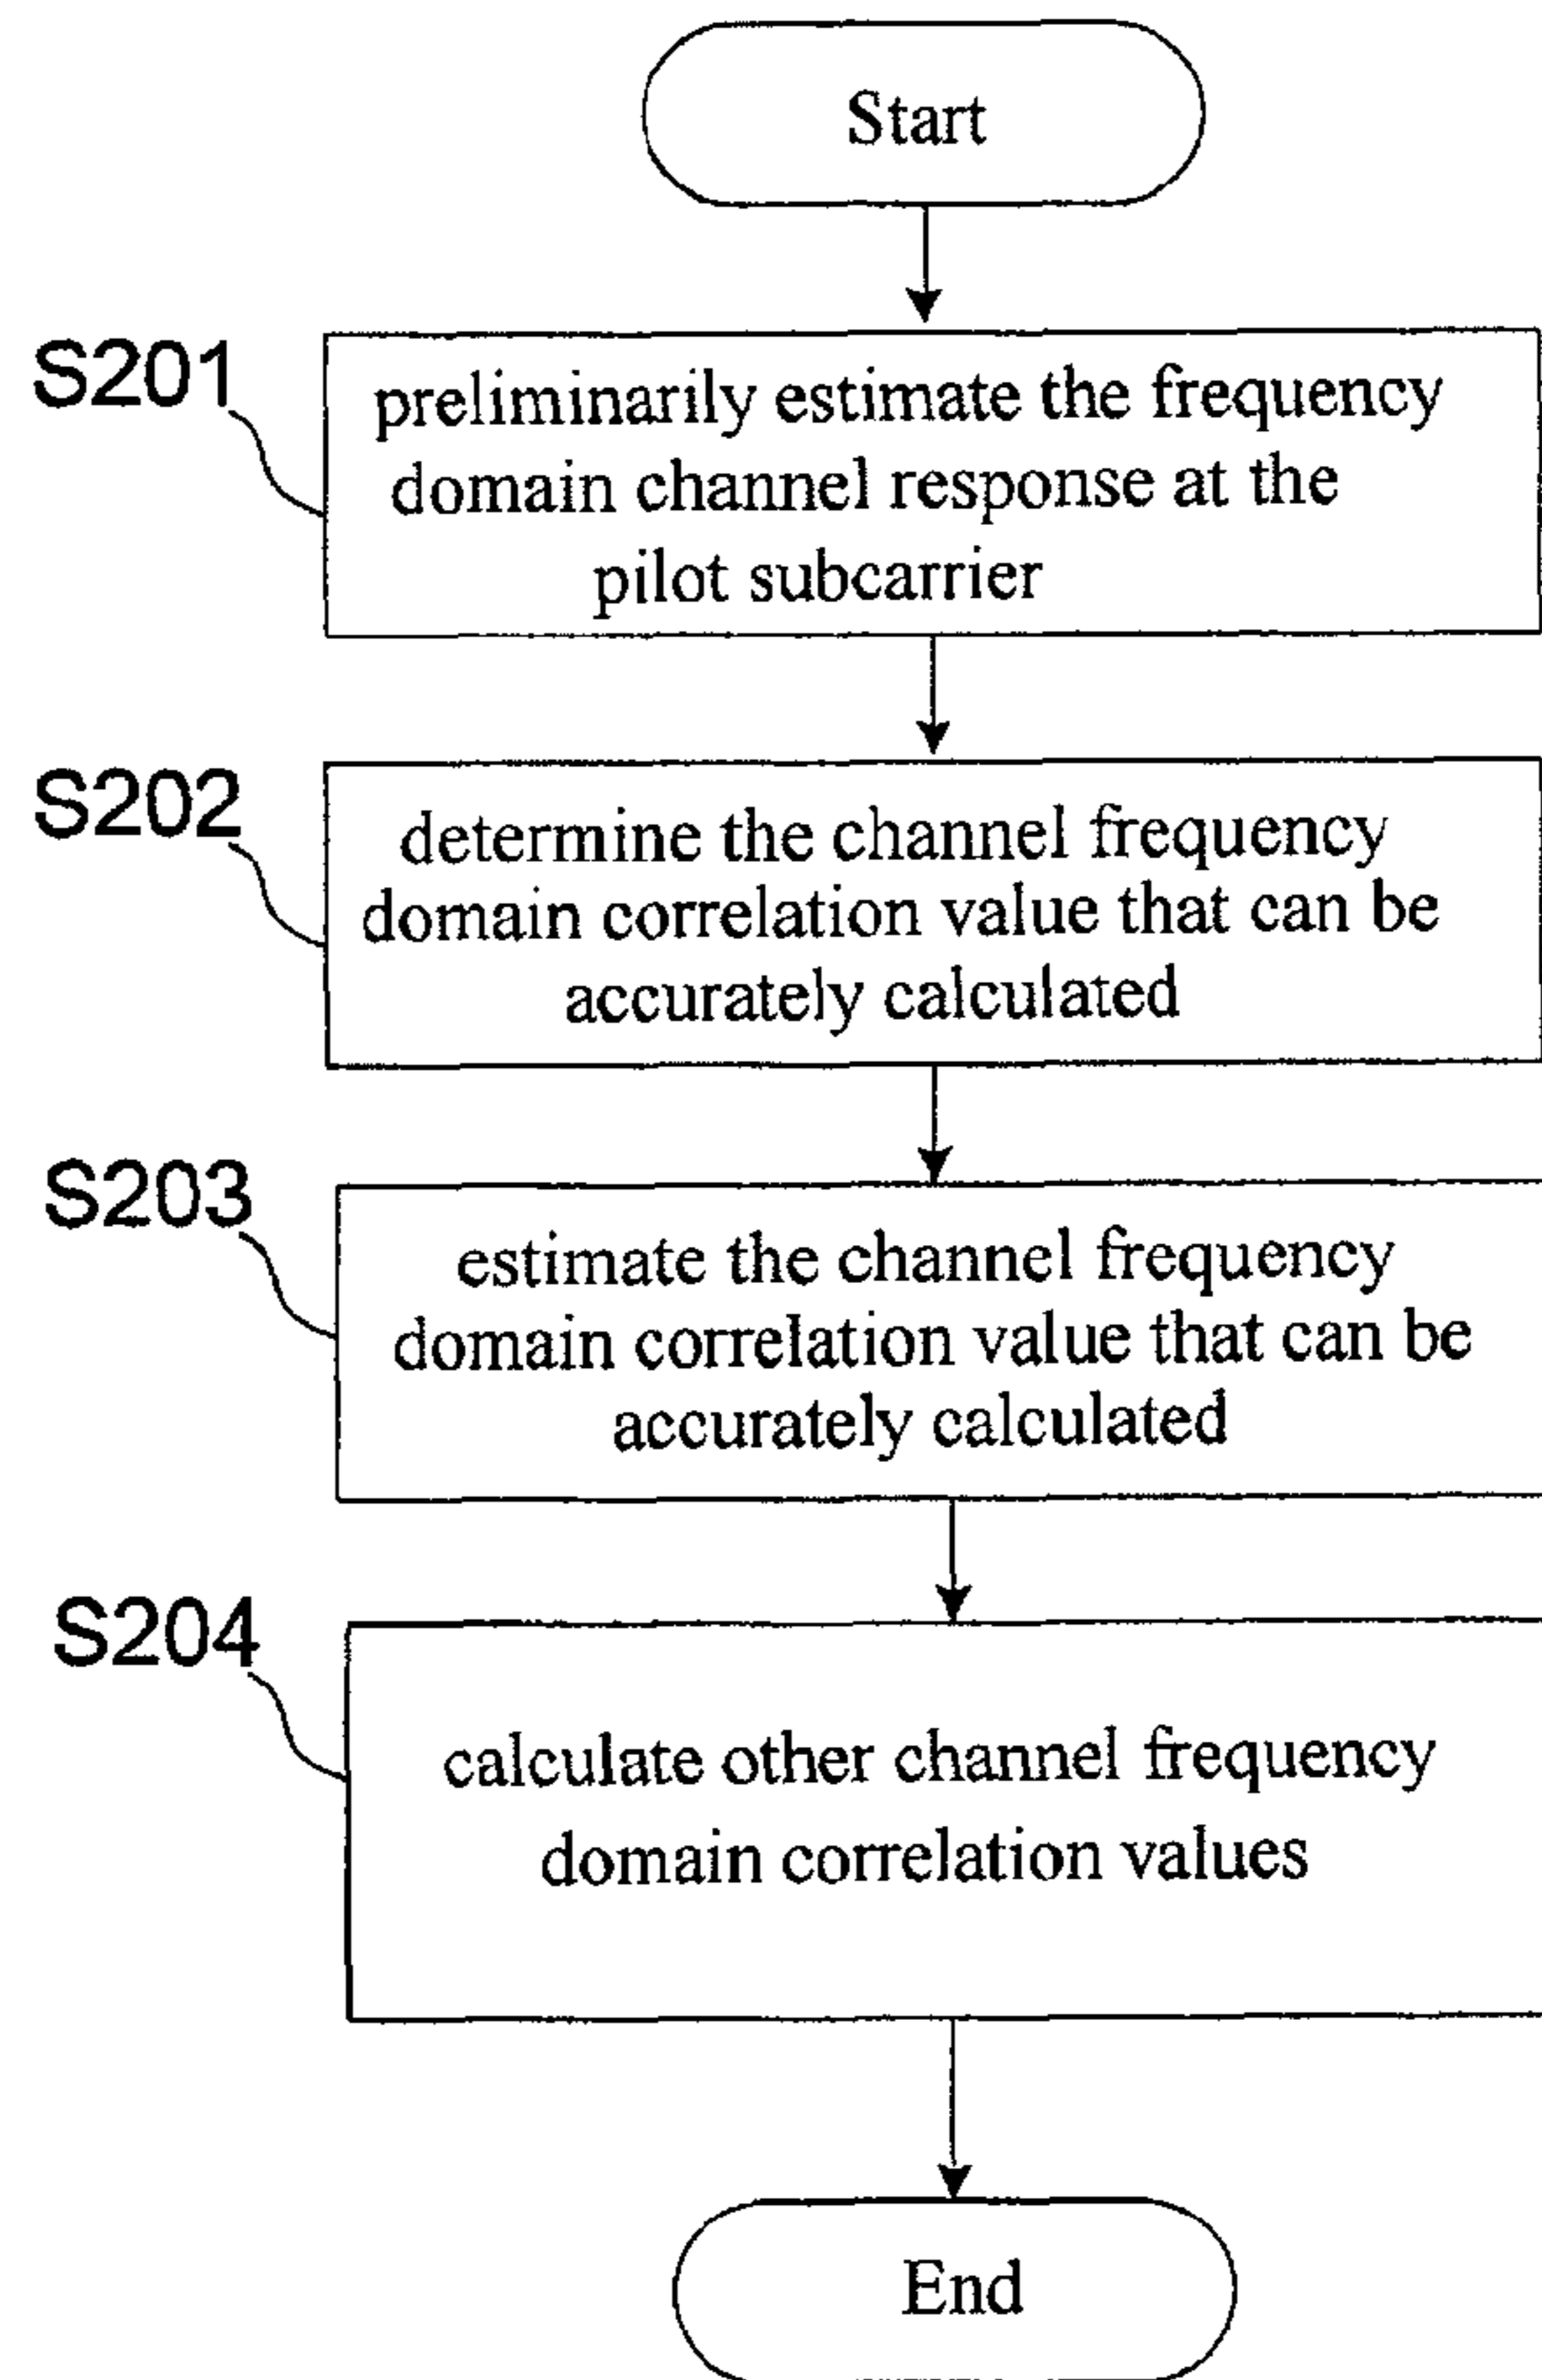 Start
S201
preliminarily estimate the frequency
domain channel response at the
pilot subcarrier
S202
determine the channel frequency
domain correlation value that can be
accurately calculated
S203
estimate the channel frequency
domain correlation value that can be
accurately calculated
S204
calculate other channel frequency
domain correlation values
End